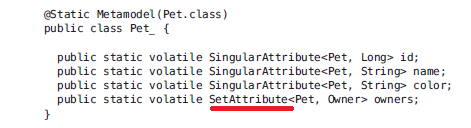 @Static Metamodel(Pet.class)
public class Pet_ {
public static volatile SingularAttribute<Pet, Long> id;
public static volatile SingularAttribute<Pet, String> name;
public static volatile SingularAttribute<Pet, String> color;
public static volatile SetAttribute<Pet, Owner> owners;
}